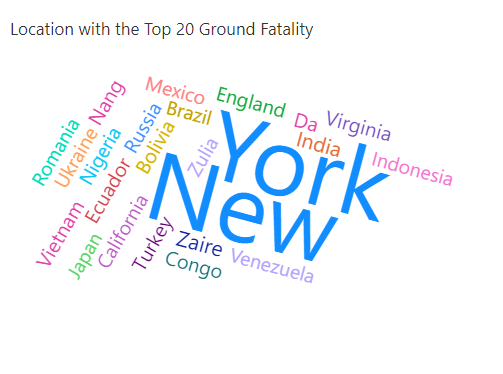 Location with the Top 20 Ground Fatality
Mexico
England
Nang
Brazil
Da
Virginia
Romania
Ukraine
Nigeria
Russia
Bolivia
Zulia
York
India
Indonesia
Ecuador
New
Vietnam
Japan
California
Turkey
Zaire
Congo
Venezuela